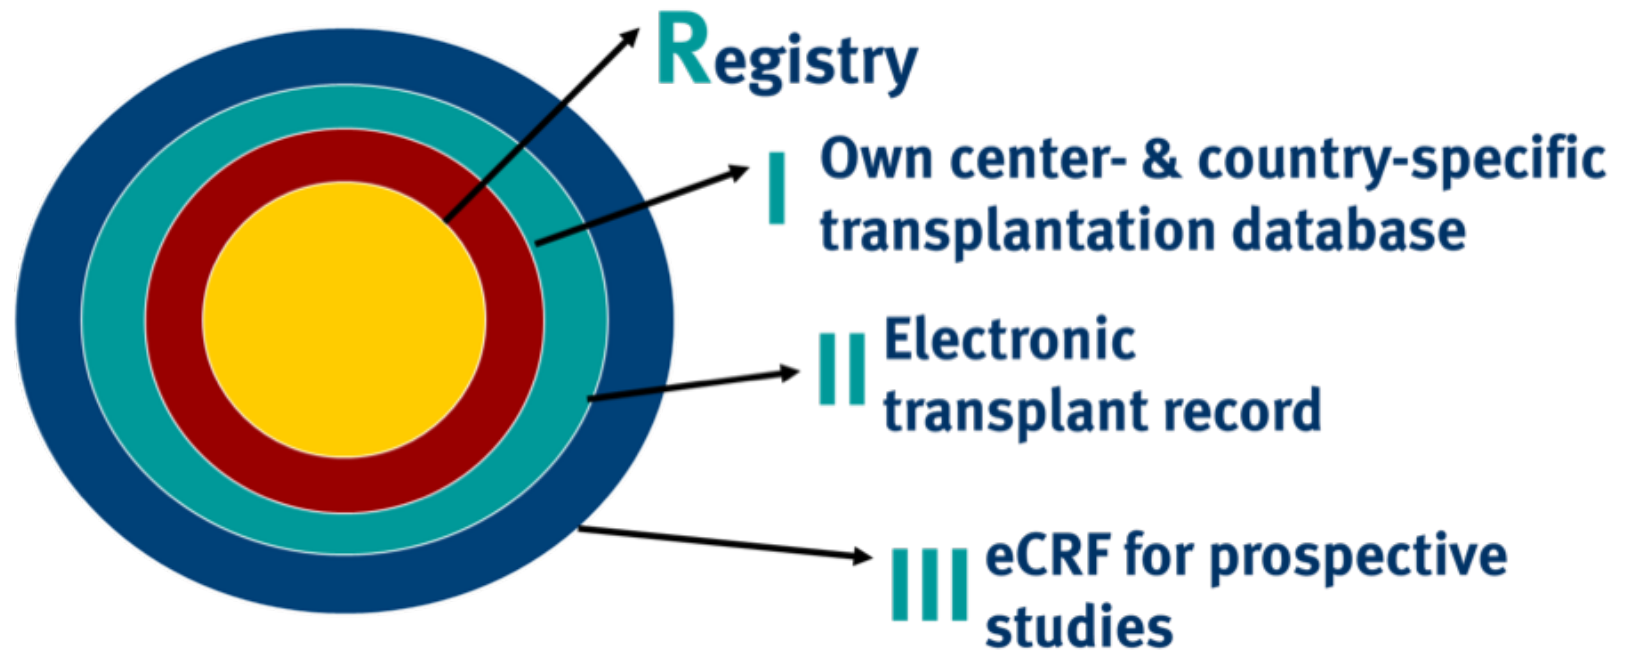 Registry
I Own center- & country-specific
transplantation database
II Electronic
transplant record
III eCRF for prospective
studies